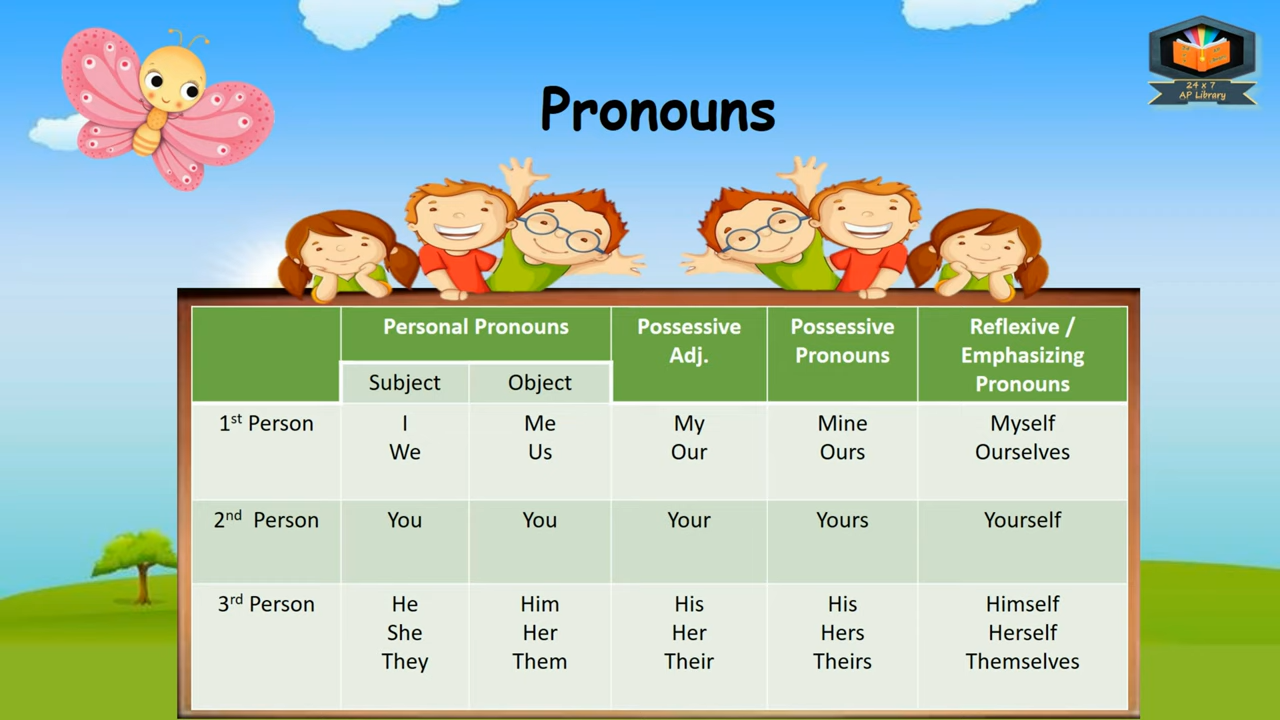 24 x 7
AP Library
Pronouns
Personal Pronouns
Possessive
Adj.
Possessive
Pronouns
Reflexive /
Emphasizing
Pronouns
Subject
Object
1st Person
I
We
Me
Us
My
Our
Mine
Ours
Myself
Ourselves
2nd Person
You
You
Your
Yours
Yourself
3rd Person
He
She
They
Him
Her
Them
His
Her
Their
His
Hers
Theirs
Himself
Herself
Themselves